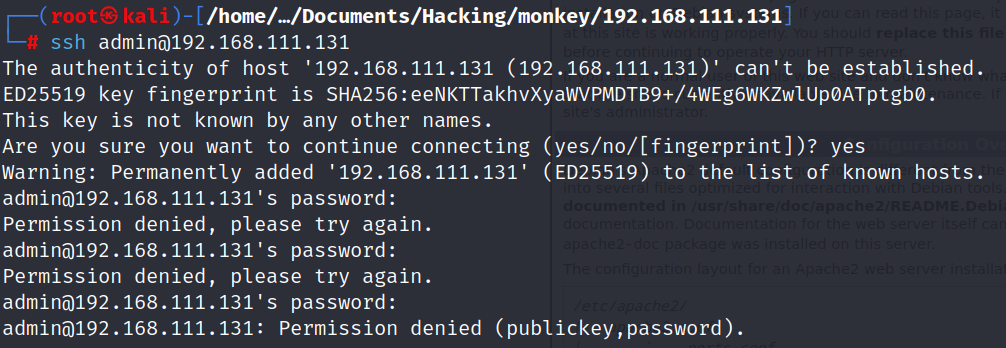 ┌──(root㉿kali)-[/home/…/Documents/Hacking/monkey/192.168.111.131]
└─# ssh admin@192.168.111.131
The authenticity of host '192.168.111.131 (192.168.111.131)' can't be established.
ED25519 key fingerprint is SHA256:eeNKTTakhvXyaWVPMDTB9+/4WEg6WKZwlUp0ATptgb0.
This key is not known by any other names.
Are you sure you want to continue connecting (yes/no/[fingerprint])? yes
Warning: Permanently added '192.168.111.131' (ED25519) to the list of known hosts.
admin@192.168.111.131's password:
Permission denied, please try again.
admin@192.168.111.131's password:
Permission denied, please try again.
admin@192.168.111.131's password:
admin@192.168.111.131: Permission denied (publickey,password).
If you can read this page, it
at this site is working properly. You should replace this file
before continuing to operate your HTTP server.
site's administrator.
into several files optimized for interaction with Debian tools.
documented in /usr/share/doc/apache2/README.Debia
documentation. Documentation for the web server itself can
apache2-doc package was installed on this server.
The configuration layout for an Apache2 web server installat
/etc/apache2/